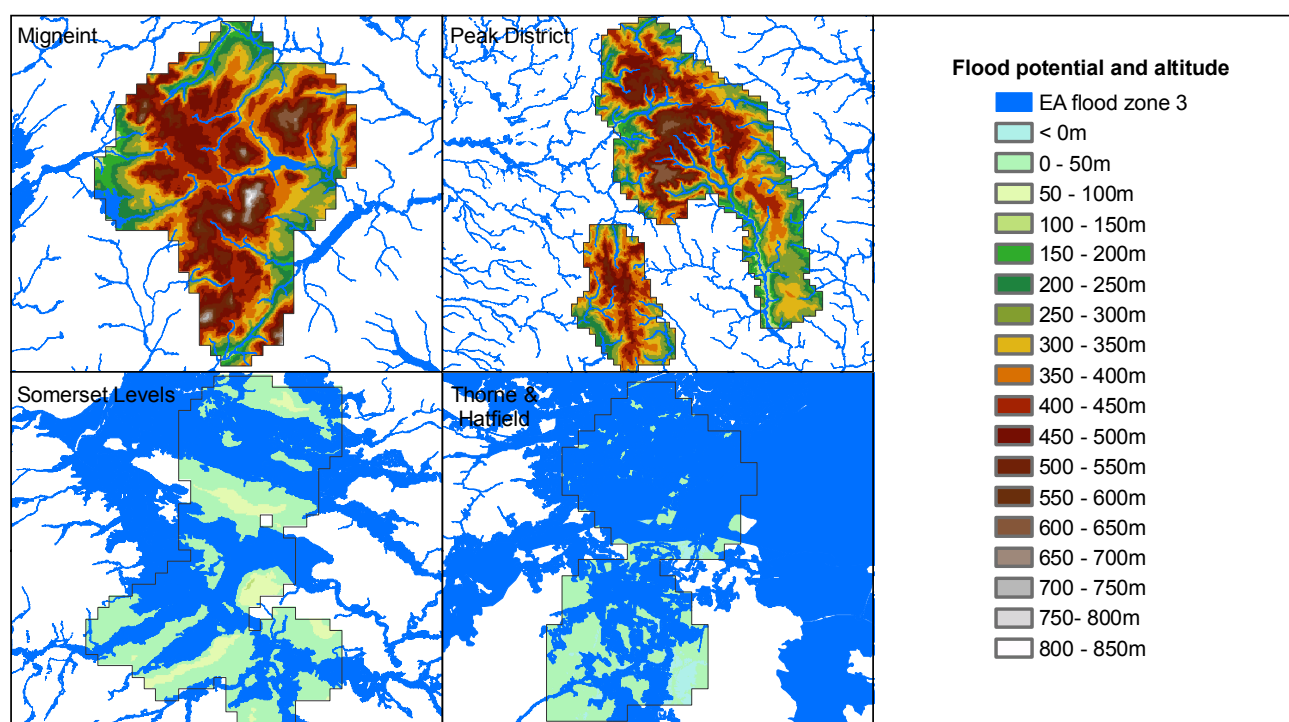 Migneint
Peak District
Somerset Levels
Thorne &
Hatfield
Flood potential and altitude
EA flood zone 3
< 0m
0 - 50m
50 - 100m
100 - 150m
150 - 200m
200 - 250m
250 - 300m
300 - 350m
350 - 400m
400 - 450m
450 - 500m
500 - 550m
550 - 600m
600 - 650m
650 - 700m
700 - 750m
750- 800m
800 - 850m